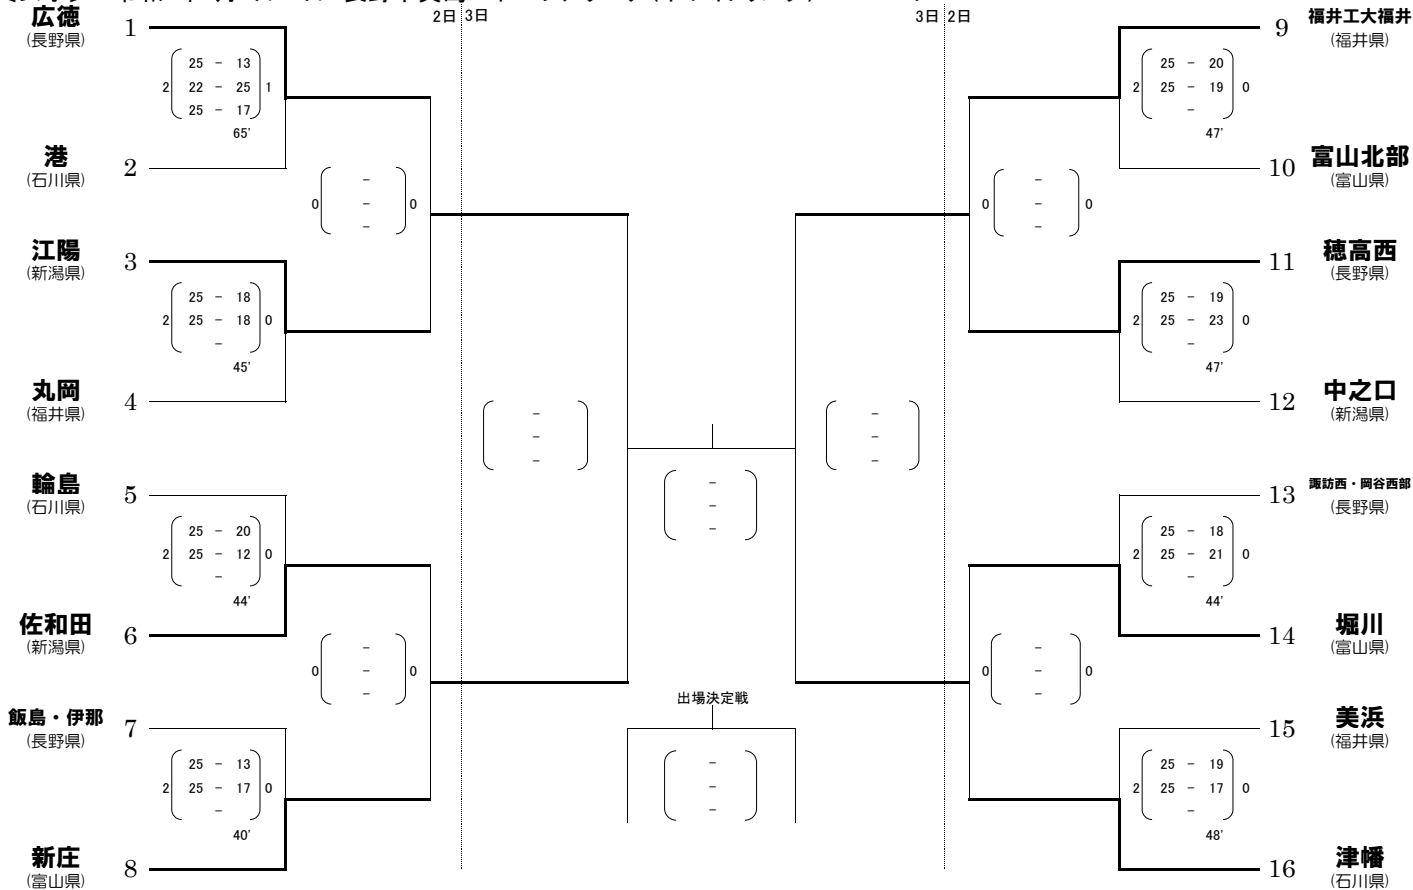 2日 3日
3日 2日
広徳
(長野県)
1
25 - 13
2 22 - 25 1
25 - 17
65'
港
(石川県)
2
0 - 0
-
-
江陽
(新潟県)
3
25 - 18
2 25 - 18 0
-
45'
丸岡
(福井県)
4
-
-
-
輪島
(石川県)
5
25 - 20
2 25 - 12 0
-
44'
佐和田
(新潟県)
6
-
0 - 0
-
飯島・伊那
(長野県)
7
25 - 13
2 25 - 17 0
-
40'
新庄
(富山県)
8
-
-
-
出場決定戦
-
-
-
9
福井工大福井
(福井県)
25 - 20
2 25 - 19 0
-
47'
10
富山北部
(富山県)
-
0 - 0
-
11
穂高西
(長野県)
25 - 19
2 25 - 23 0
-
47'
12
中之口
(新潟県)
-
-
-
13
諏訪西・岡谷西部
(長野県)
25 - 18
2 25 - 21 0
-
44'
14
堀川
(富山県)
-
0 - 0
-
15
美浜
(福井県)
25 - 19
2 25 - 17 0
-
48'
16
津幡
(石川県)